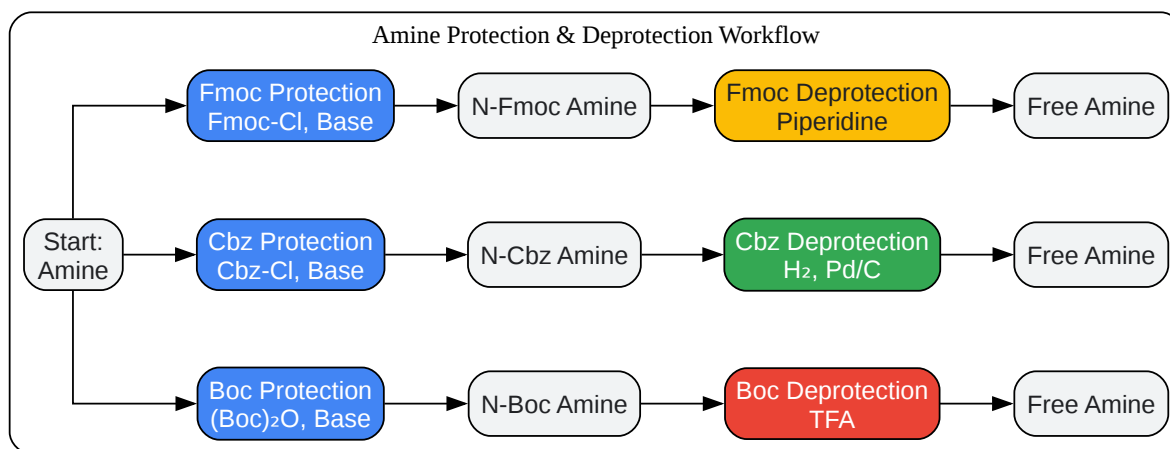 Amine Protection & Deprotection Workflow
Fmoc Protection
Fmoc-Cl, Base
N-Fmoc Amine
Fmoc Deprotection
Piperidine
Free Amine
Start:
Amine
Cbz Protection
Cbz-Cl, Base
N-Cbz Amine
Cbz Deprotection
H₂, Pd/C
Free Amine
Boc Protection
(Boc)₂O, Base
N-Boc Amine
Boc Deprotection
TFA
Free Amine